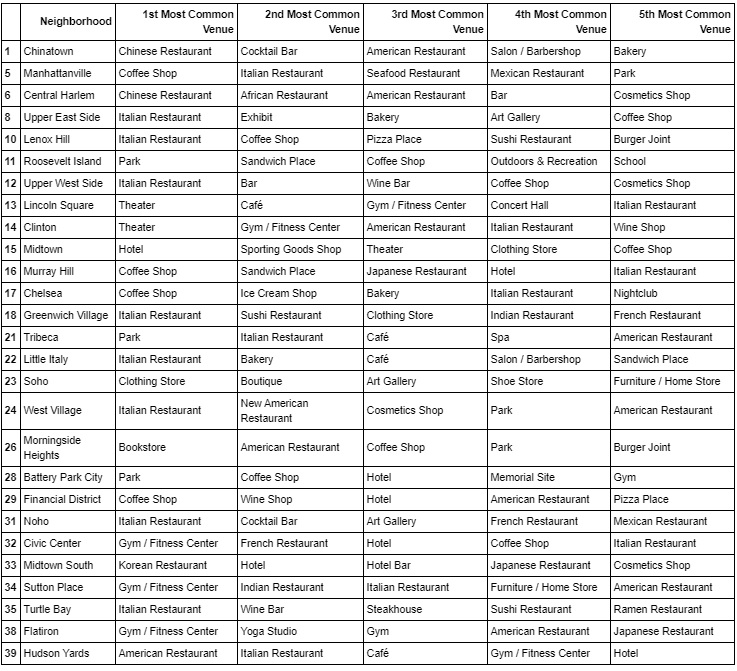 Neighborhood 1st Most Common Venue 2nd Most Common Venue 3rd Most Common Venue 4th Most Common Venue 5th Most Common Venue
1 Chinatown Chinese Restaurant Cocktail Bar American Restaurant Salon / Barbershop Bakery
5 Manhattanville Coffee Shop Italian Restaurant Seafood Restaurant Mexican Restaurant Park
6 Central Harlem Chinese Restaurant African Restaurant American Restaurant Bar Cosmetics Shop
8 Upper East Side Italian Restaurant Exhibit Bakery Art Gallery Coffee Shop
10 Lenox Hill Italian Restaurant Coffee Shop Pizza Place Sushi Restaurant Burger Joint
11 Roosevelt Island Park Sandwich Place Coffee Shop Outdoors & Recreation School
12 Upper West Side Italian Restaurant Bar Wine Bar Coffee Shop Cosmetics Shop
13 Lincoln Square Theater Café Gym / Fitness Center Concert Hall Italian Restaurant
14 Clinton Theater Gym / Fitness Center American Restaurant Italian Restaurant Wine Shop
15 Midtown Hotel Sporting Goods Shop Theater Clothing Store Coffee Shop
16 Murray Hill Coffee Shop Sandwich Place Japanese Restaurant Hotel Italian Restaurant
17 Chelsea Coffee Shop Ice Cream Shop Bakery Italian Restaurant Nightclub
18 Greenwich Village Italian Restaurant Sushi Restaurant Clothing Store Indian Restaurant French Restaurant
21 Tribeca Park Italian Restaurant Café Spa American Restaurant
22 Little Italy Italian Restaurant Bakery Café Salon / Barbershop Sandwich Place
23 Soho Clothing Store Boutique Art Gallery Shoe Store Furniture / Home Store
24 West Village Italian Restaurant New American Restaurant Cosmetics Shop Park American Restaurant
26 Morningside Heights Bookstore American Restaurant Coffee Shop Park Burger Joint
28 Battery Park City Park Coffee Shop Hotel Memorial Site Gym
29 Financial District Coffee Shop Wine Shop Hotel American Restaurant Pizza Place
31 Noho Italian Restaurant Cocktail Bar Art Gallery French Restaurant Mexican Restaurant
32 Civic Center Gym / Fitness Center French Restaurant Hotel Coffee Shop Italian Restaurant
33 Midtown South Korean Restaurant Hotel Hotel Bar Japanese Restaurant Cosmetics Shop
34 Sutton Place Gym / Fitness Center Indian Restaurant Italian Restaurant Furniture / Home Store American Restaurant
35 Turtle Bay Italian Restaurant Wine Bar Steakhouse Sushi Restaurant Ramen Restaurant
38 Flatiron Gym / Fitness Center Yoga Studio Gym American Restaurant Japanese Restaurant
39 Hudson Yards American Restaurant Italian Restaurant Café Gym / Fitness Center Hotel